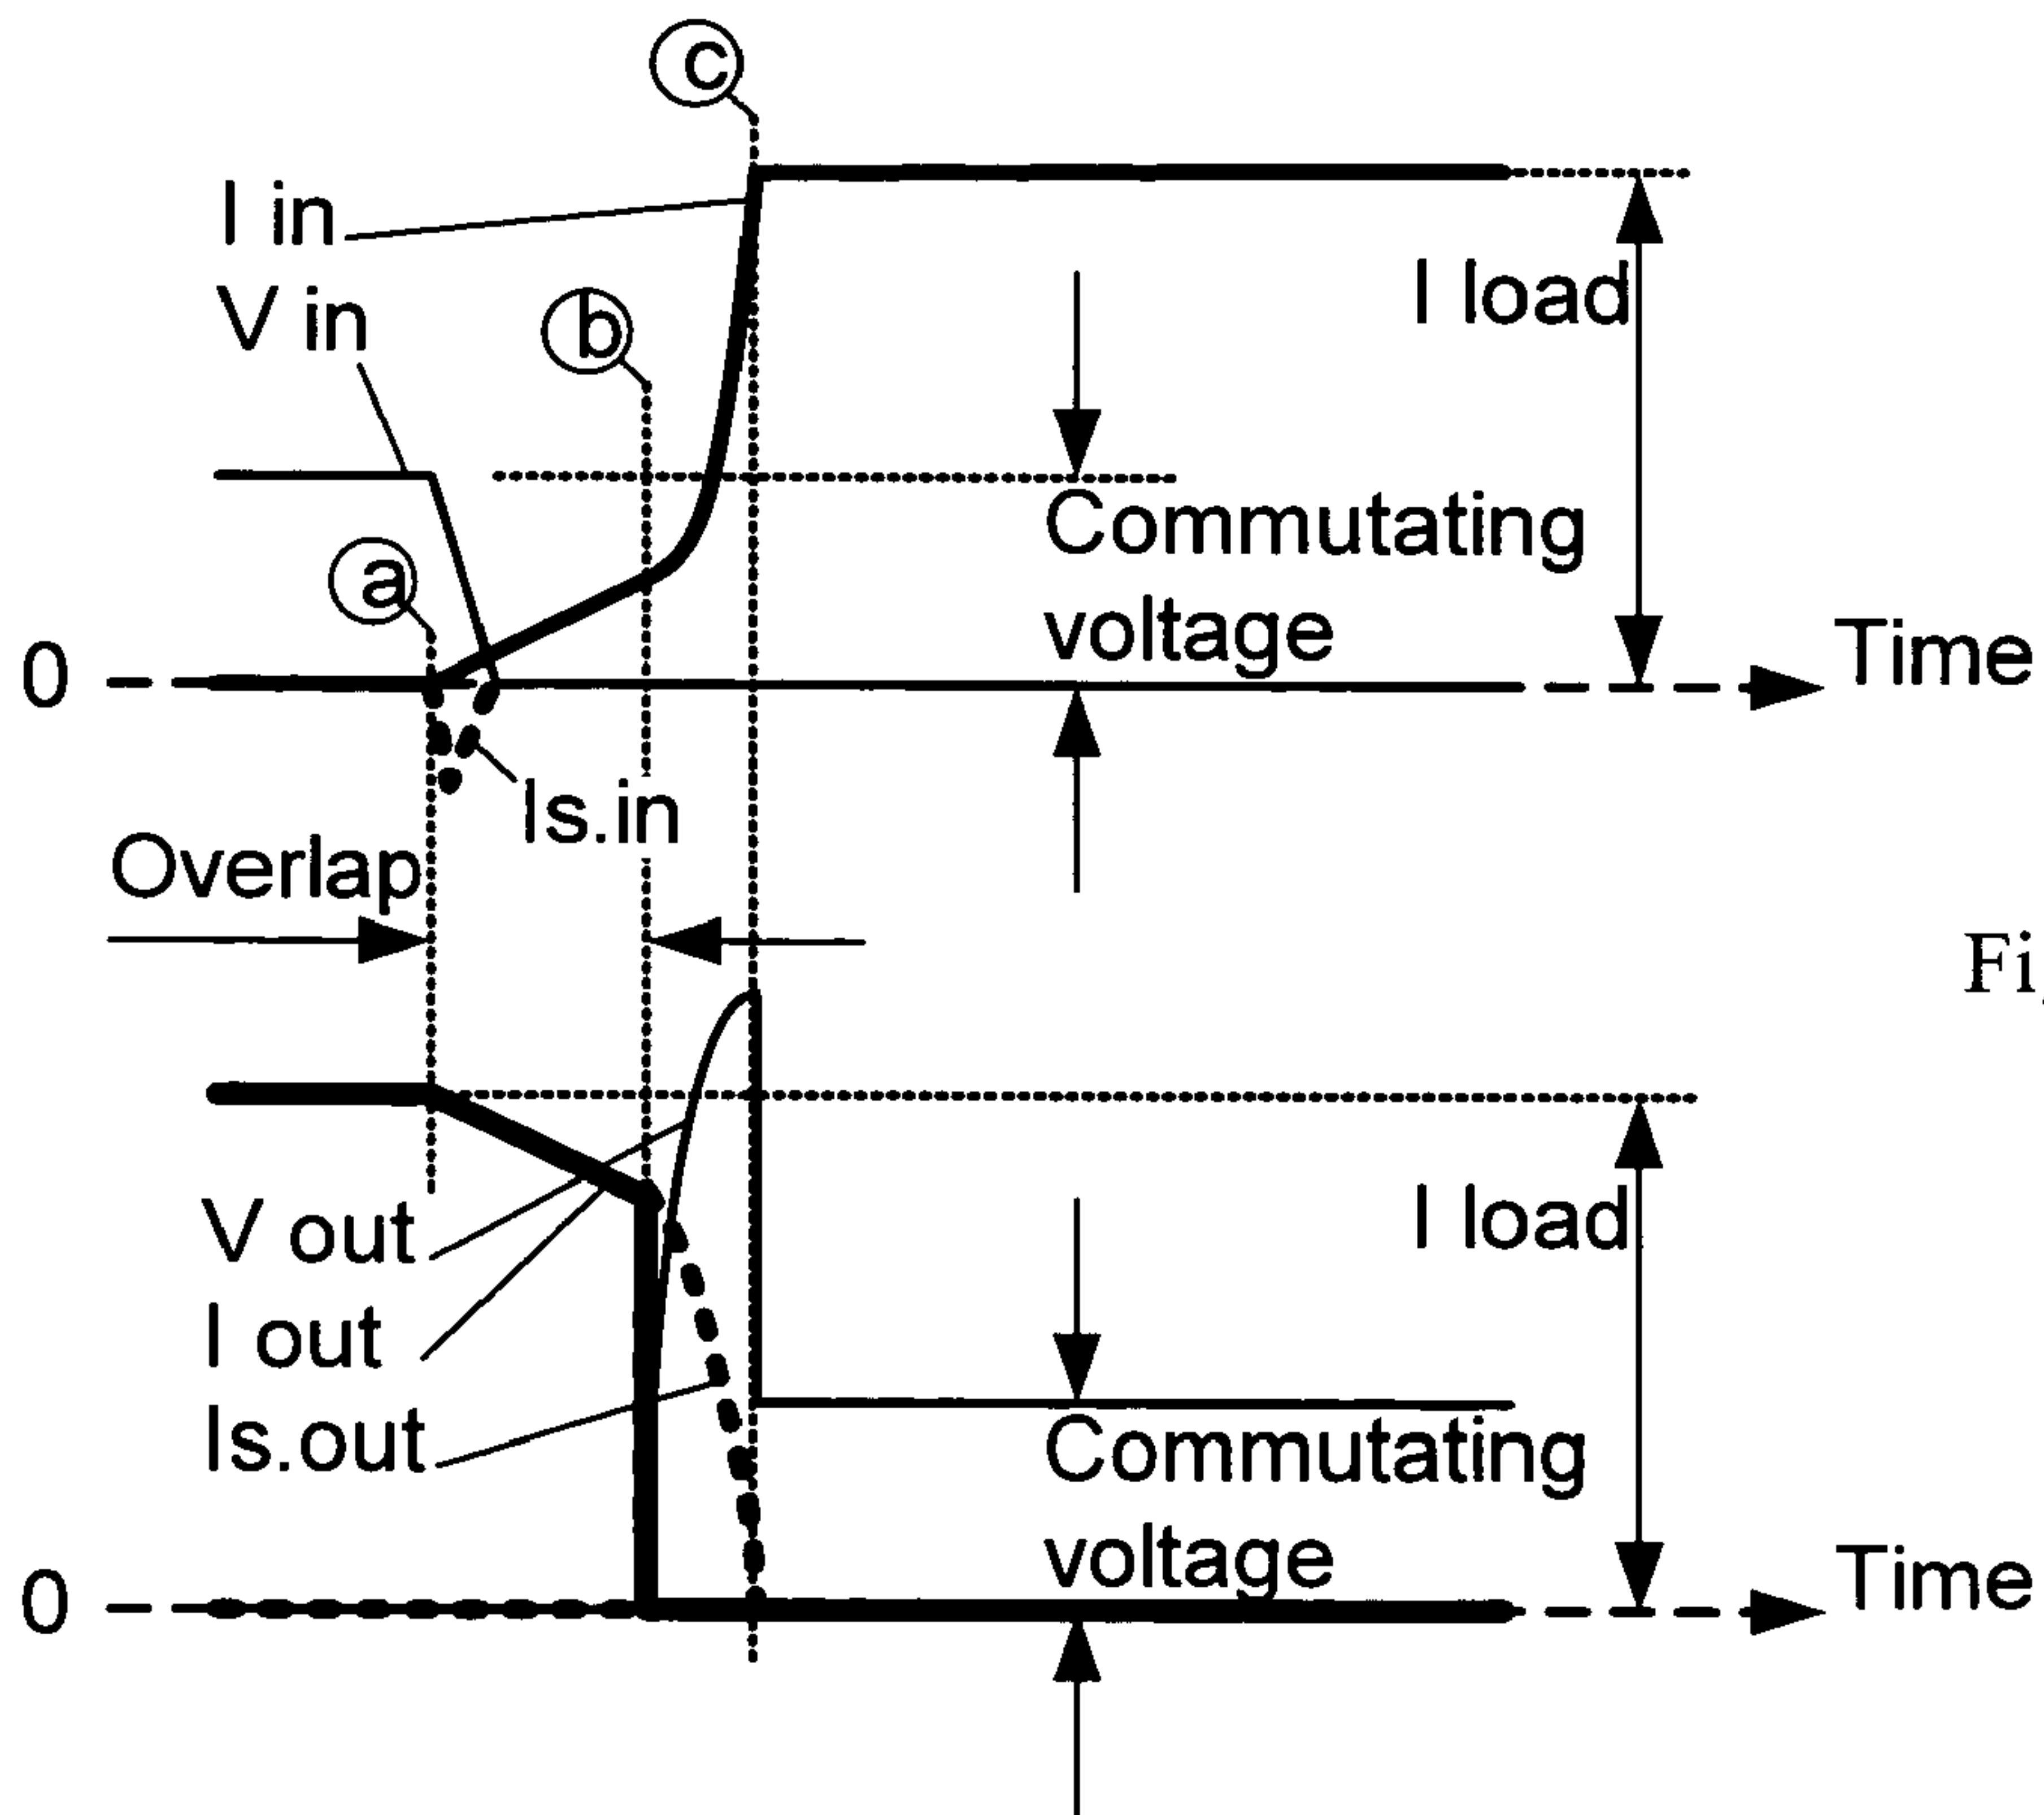 c
I in
V in
b
I load
Commutating
voltage
a
0
Time
Is.in
Overlap
Fi
V out
I load
I out
Is.out
Commutating
voltage
0
Time